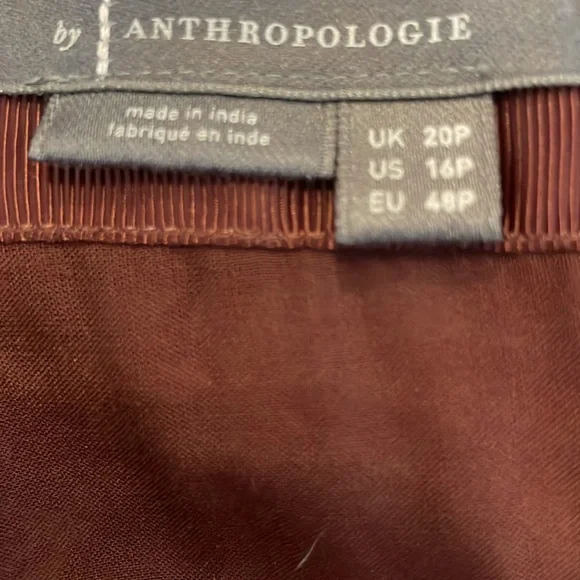 by ANTHROPOLOGIE
made in india
fabriqué en inde
UK 20P
US 16P
EU 48P